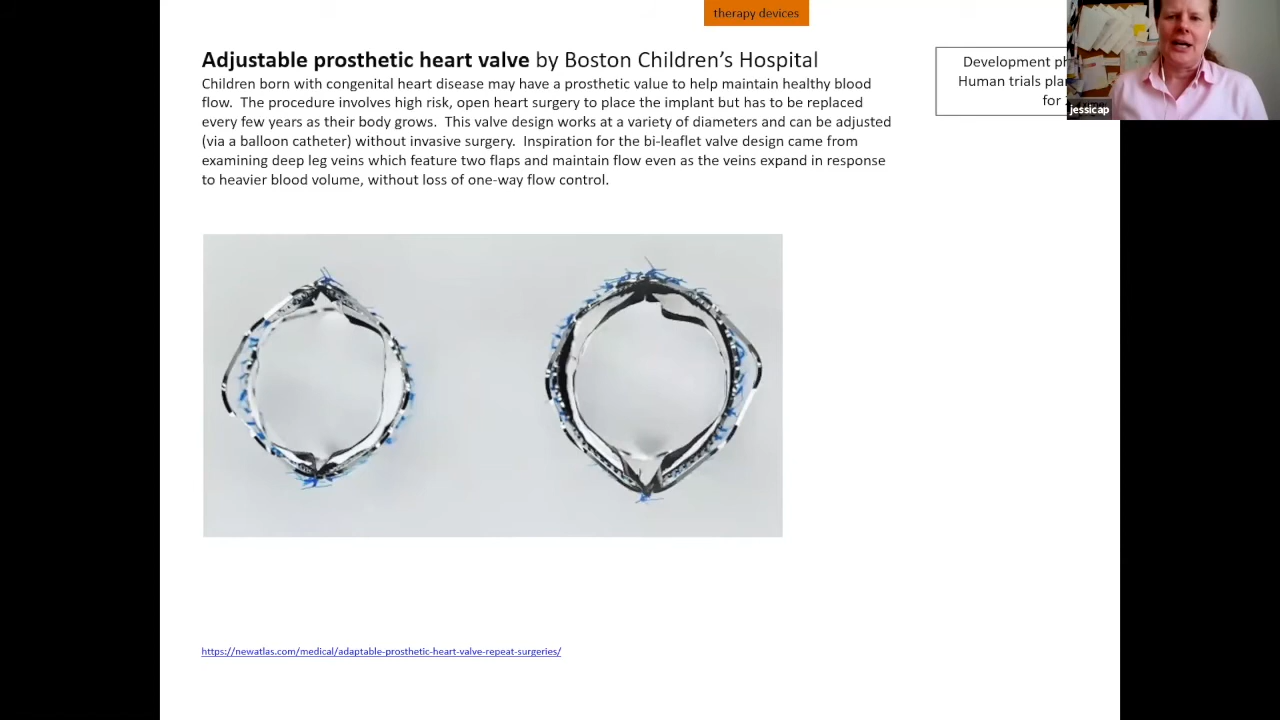 therapy devices
Adjustable prosthetic heart valve by Boston Children's Hospital
Children born with congenital heart disease may have a prosthetic value to help maintain healthy blood
flow.  The procedure involves high risk, open heart surgery to place the implant but has to be replaced
every few years as their body grows.  This valve design works at a variety of diameters and can be adjusted
(via a balloon catheter) without invasive surgery.  Inspiration for the bi-leaflet valve design came from
examining deep leg veins which feature two flaps and maintain flow even as the veins expand in response
to heavier blood volume, without loss of one-way flow control.
Development
Human trials
for
jessicap
https://newatlas.com/medical/adaptable-prosthetic-heart-valve-repeat-surgeries/